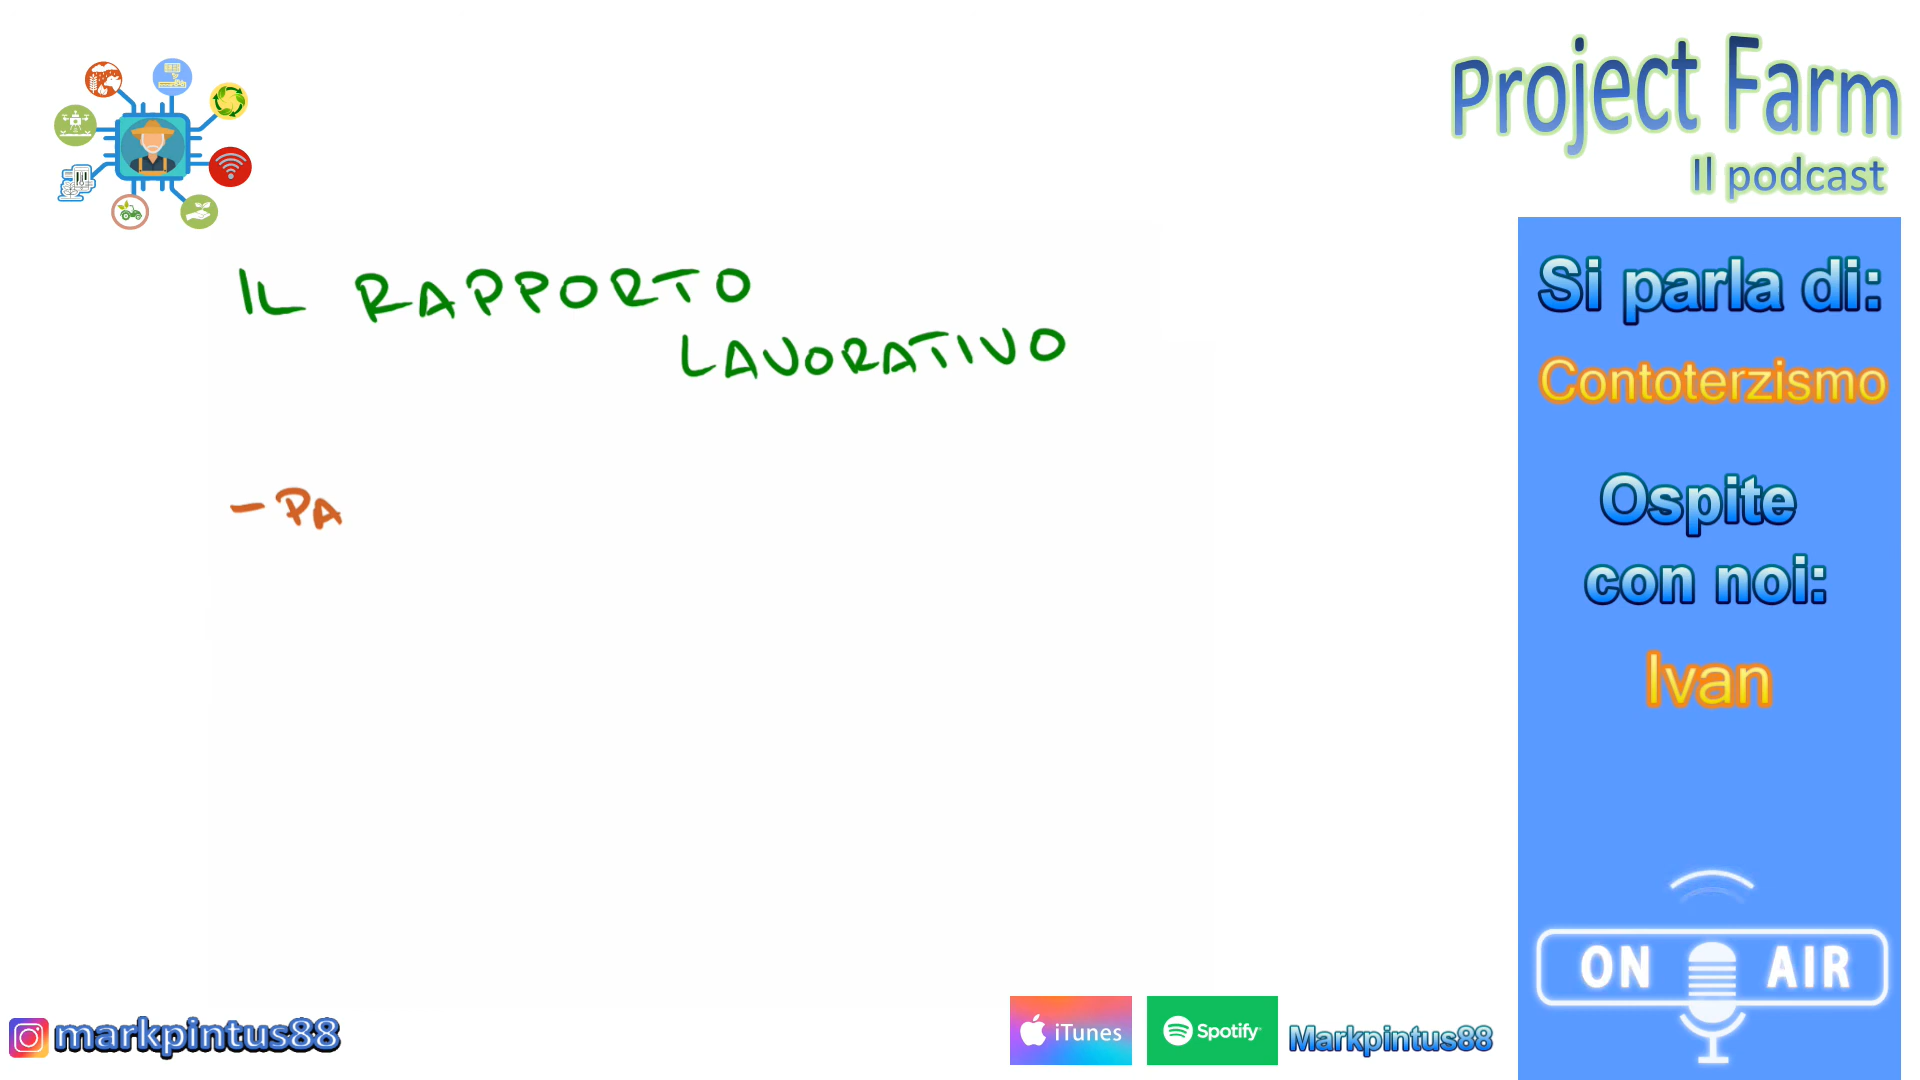 Project Farm
Il podcast
IL RAPPORTO
LAVORATIVO
- PA
Si parla di:
Contoterzismo
Ospite
con noi:
Ivan
ON AIR
markpintus88
iTunes
Spotify
Markpintus88